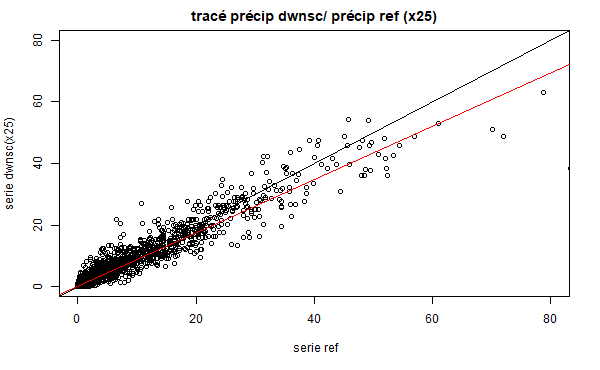 tracé précip dwnsc/ précip ref (x25)
80
60
40
20
0
serie dwnsc(x25)
0 20 40 60 80
serie ref